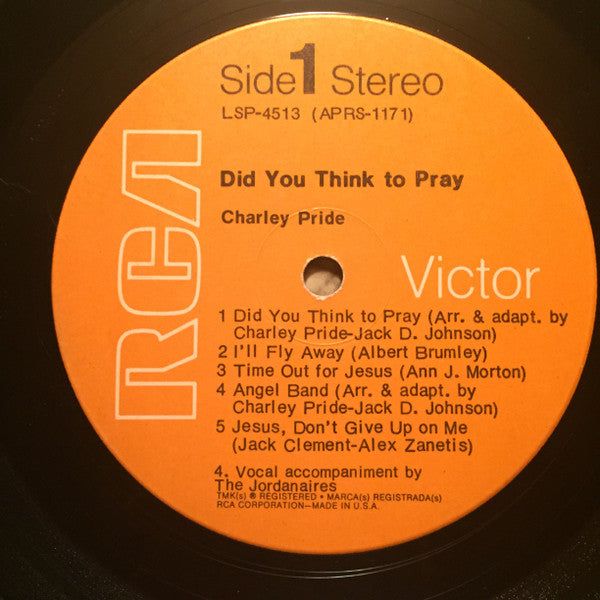 Side 1 Stereo
LSP-4513 (APRS-1171)
Did You Think to Pray
Charley Pride
RCA
Victor
1 Did You Think to Pray (Arr. & adapt. by
Charley Pride-Jack D. Johnson)
2 I'll Fly Away (Albert Brumley)
3 Time Out for Jesus (Ann J. Morton)
4 Angel Band (Arr. & adapt. by
Charley Pride-Jack D. Johnson)
5 Jesus, Don't Give Up on Me
(Jack Clement-Alex Zanetis)
4. Vocal accompaniment by
The Jordanaires
TMK(s) ® REGISTERED • MARCA(s) REGISTRADA(s)
RCA CORPORATION—MADE IN U.S.A.